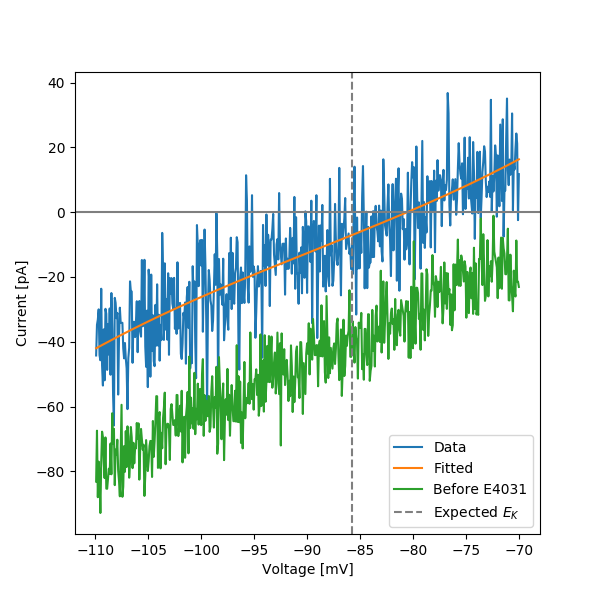 40
20
0
−20
−40
−60
−80
Current [pA]
Data
Fitted
Before E4031
Expected E_K
−110 −105 −100 −95 −90 −85 −80 −75 −70
Voltage [mV]